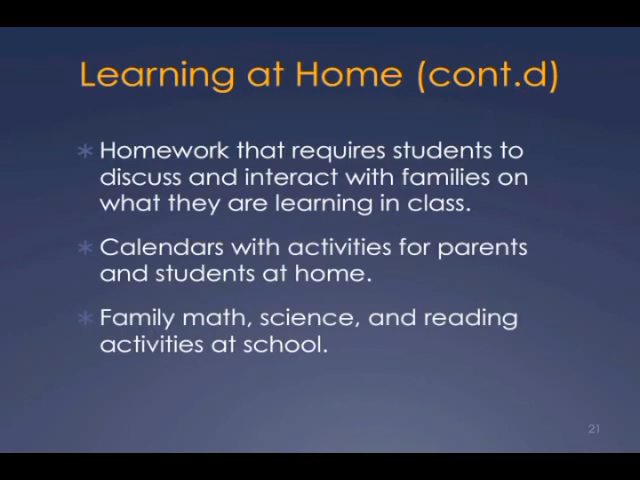 Learning at Home (cont.d)
Homework that requires students to
discuss and interact with families on
what they are learning in class.
Calendars with activities for parents
and students at home.
Family math, science, and reading
activities at school.
21